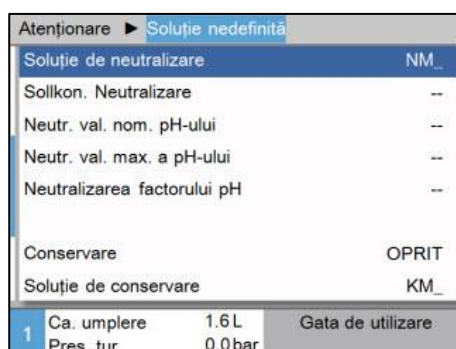 Atenționare ► Soluție nedefinită
Soluție de neutralizare NM_
Sollkon. Neutralizare --
Neutr. val. nom. pH-ului --
Neutr. val. max. a pH-ului --
Neutralizarea factorului pH --
Conservare OPRIT
Soluție de conservare KM_
1 Ca. umplere 1.6 L Gata de utilizare
Pres. tur 0.0 bar